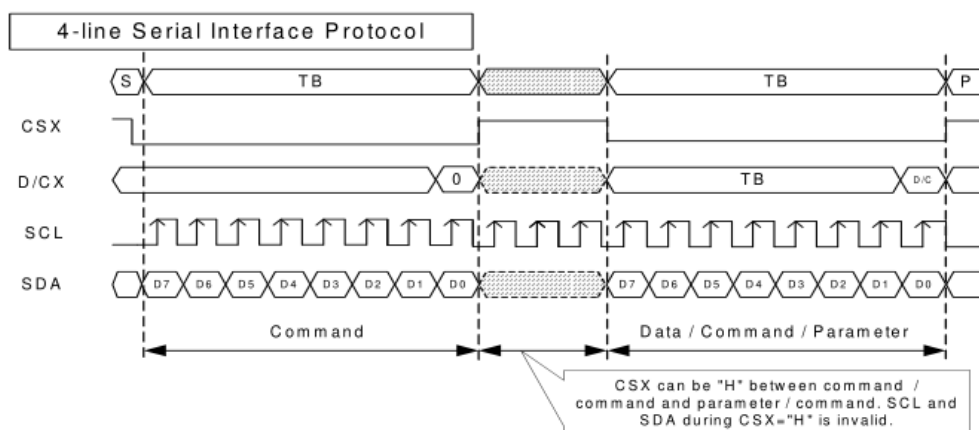 4-line Serial Interface Protocol
S TB TB P
CSX
D/CX 0 TB D/C
SCL
SDA D7 D6 D5 D4 D3 D2 D1 D0 D7 D6 D5 D4 D3 D2 D1 D0
Command Data / Command / Parameter
CSX can be "H" between command /
command and parameter / command. SCL and
SDA during CSX="H" is invalid.